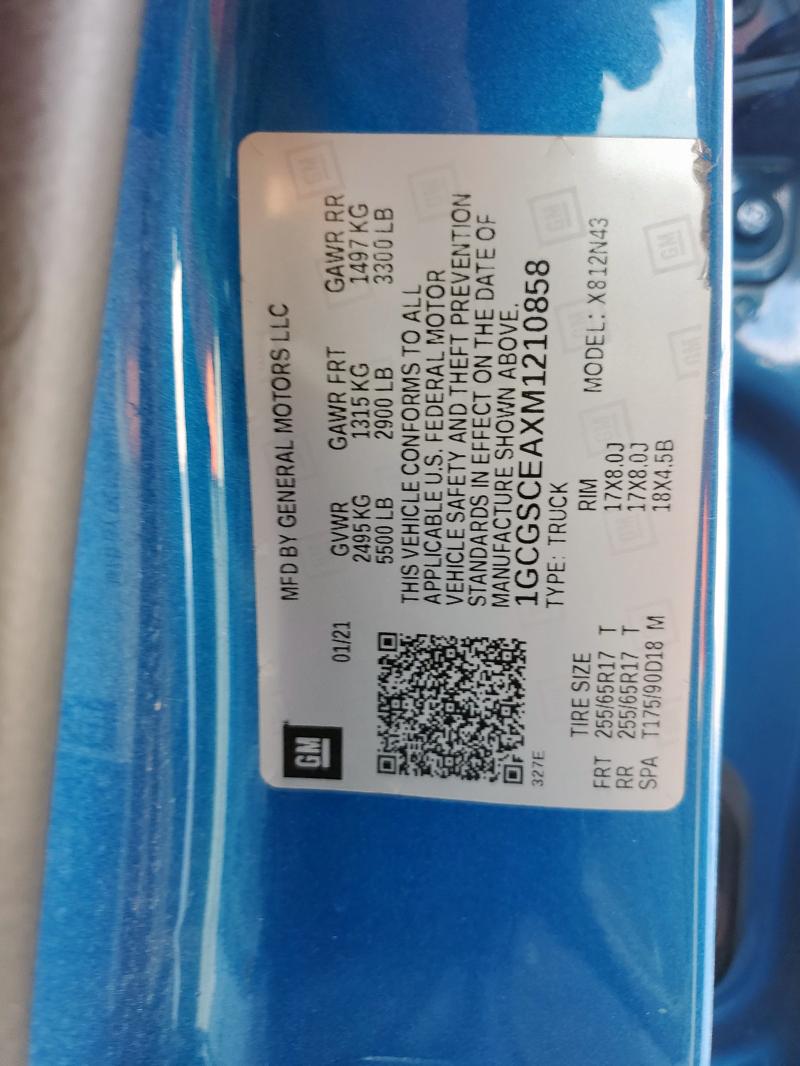 GM
MFD BY GENERAL MOTORS LLC
01/21
GVWR GAWR FRT GAWR RR
2495 KG 1315 KG 1497 KG
5500 LB 2900 LB 3300 LB
THIS VEHICLE CONFORMS TO ALL
APPLICABLE U.S. FEDERAL MOTOR
VEHICLE SAFETY AND THEFT PREVENTION
STANDARDS IN EFFECT ON THE DATE OF
MANUFACTURE SHOWN ABOVE.
1GCGSCEAXM1210858
327E
TYPE: TRUCK
TIRE SIZE RIM MODEL: X812N43
FRT 255/65R17 T 17X8.0J
RR 255/65R17 T 17X8.0J
SPA T175/90D18 M 18X4.5B